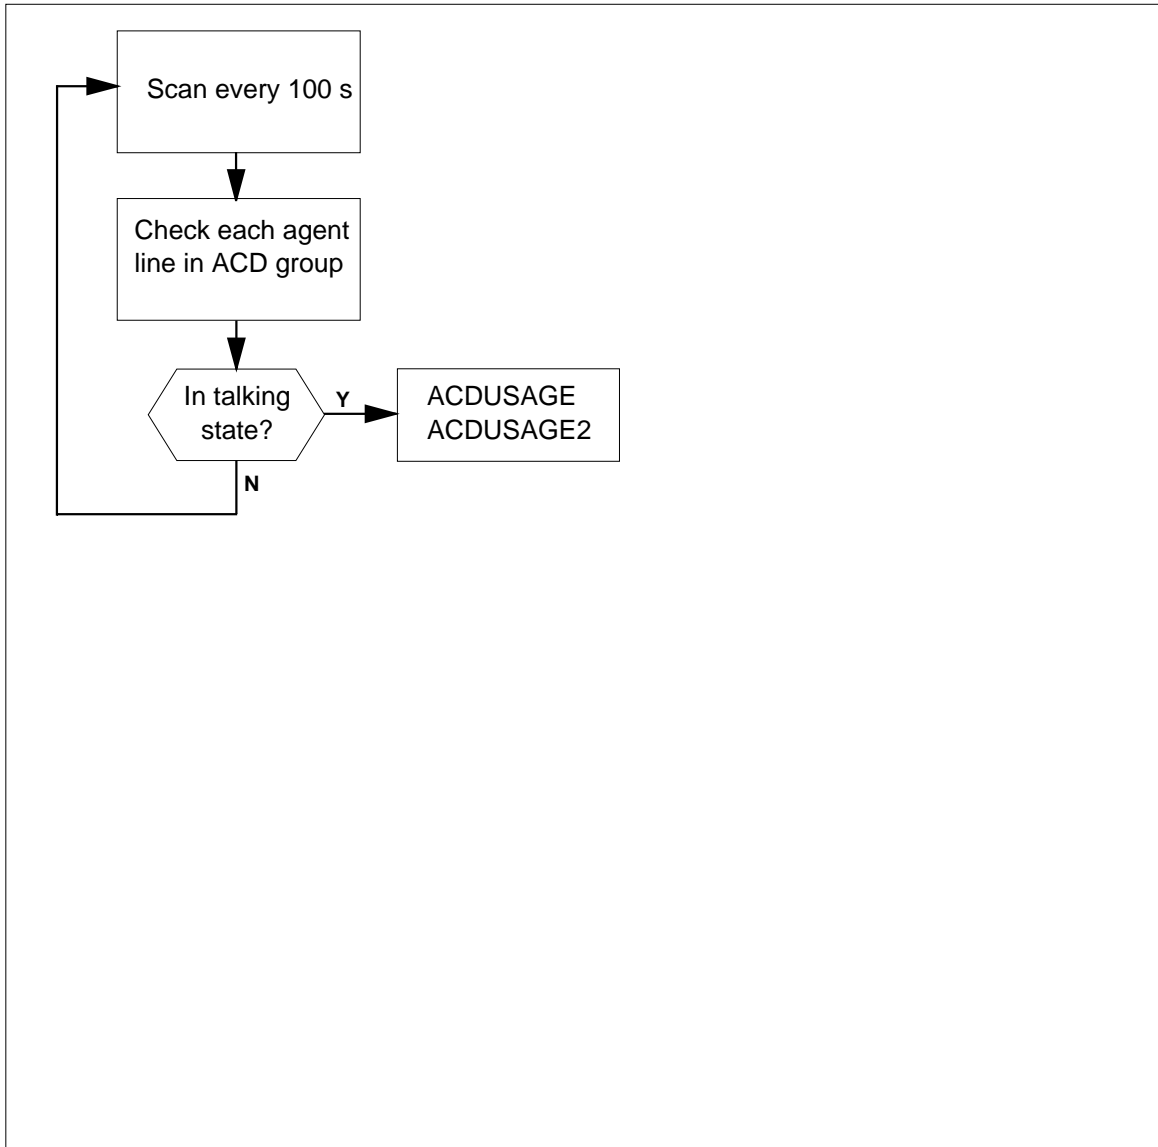 Scan every 100 s
Check each agent
line in ACD group
In talking
state?
Y
ACDUSAGE
ACDUSAGE2
N